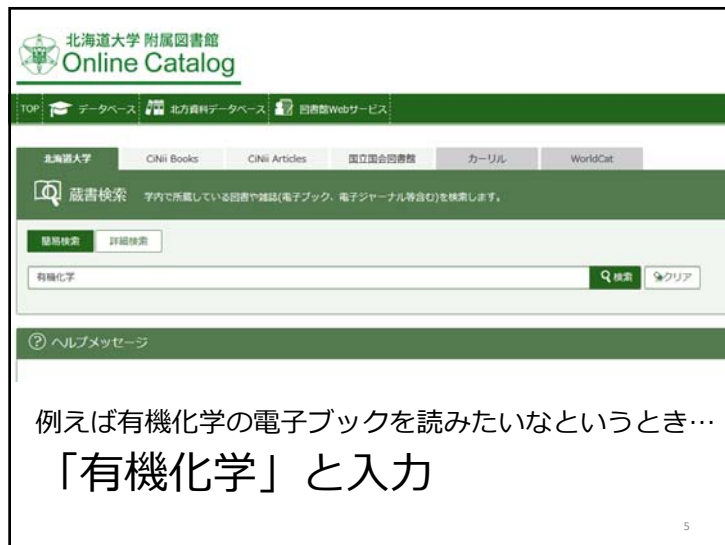 北海道大学 附属図書館
Online Catalog
TOP データベース 北方資料データベース 図書館Webサービス
北海道大学 CiNii Books CiNii Articles 国立国会図書館 カーリル WorldCat
蔵書検索 学内で所蔵している図書や雑誌(電子ブック、電子ジャーナル等含む)を検索します。
簡易検索 詳細検索
有機化学 検索 クリア
? ヘルプメッセージ
例えば有機化学の電子ブックを読みたいなというとき…
「有機化学」と入力
5